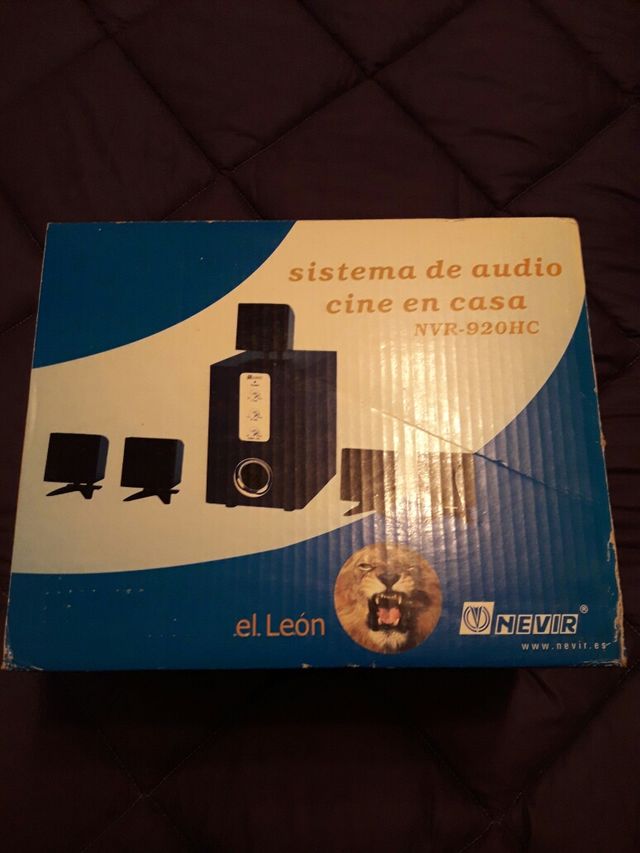 sistema de audio
cine en casa
NVR-920HC
.el.León
NEVIR®
www.nevir.es